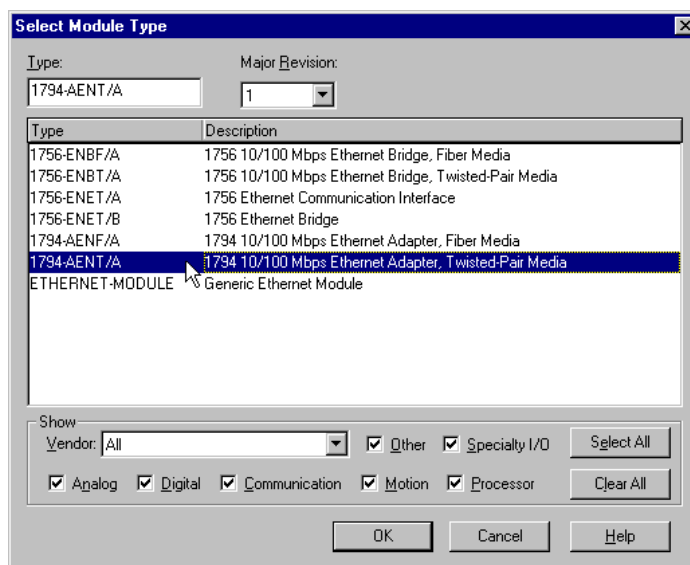 Select Module Type
Type: Major Revision:
1794-AENT/A 1
Type Description
1756-ENBF/A 1756 10/100 Mbps Ethernet Bridge, Fiber Media
1756-ENBT/A 1756 10/100 Mbps Ethernet Bridge, Twisted-Pair Media
1756-ENET/A 1756 Ethernet Communication Interface
1756-ENET/B 1756 Ethernet Bridge
1794-AENF/A 1794 10/100 Mbps Ethernet Adapter, Fiber Media
1794-AENT/A 1794 10/100 Mbps Ethernet Adapter, Twisted-Pair Media
ETHERNET-MODULE Generic Ethernet Module
Show
Vendor: All Other Specialty I/O Select All
Analog Digital Communication Motion Processor Clear All
OK Cancel Help